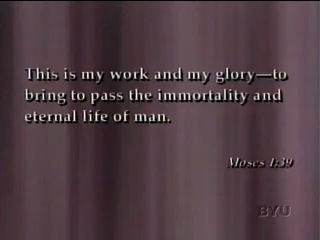 This is my work and my glory—to
bring to pass the immortality and
eternal life of man.
Moses 1:39
BYU